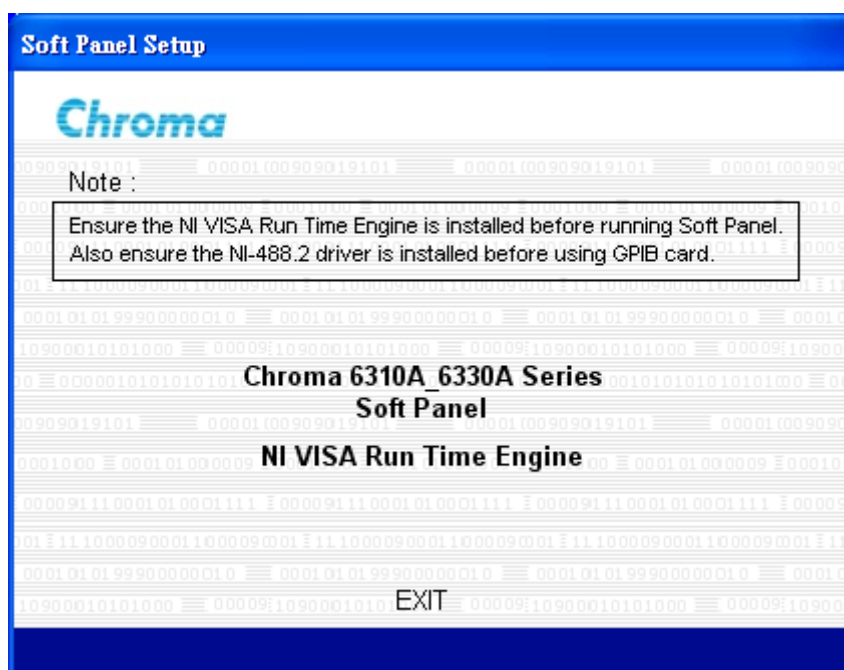 Soft Panel Setup
Chroma
Note :
Ensure the NI VISA Run Time Engine is installed before running Soft Panel.
Also ensure the NI-488.2 driver is installed before using GPIB card.
Chroma 6310A_6330A Series
Soft Panel
NI VISA Run Time Engine
EXIT